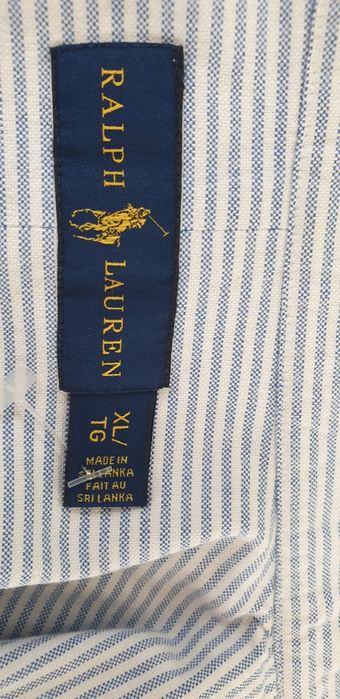 RALPH LAUREN
XL/
TG
MADE IN
SRI LANKA
FAIT AU
SRI LANKA